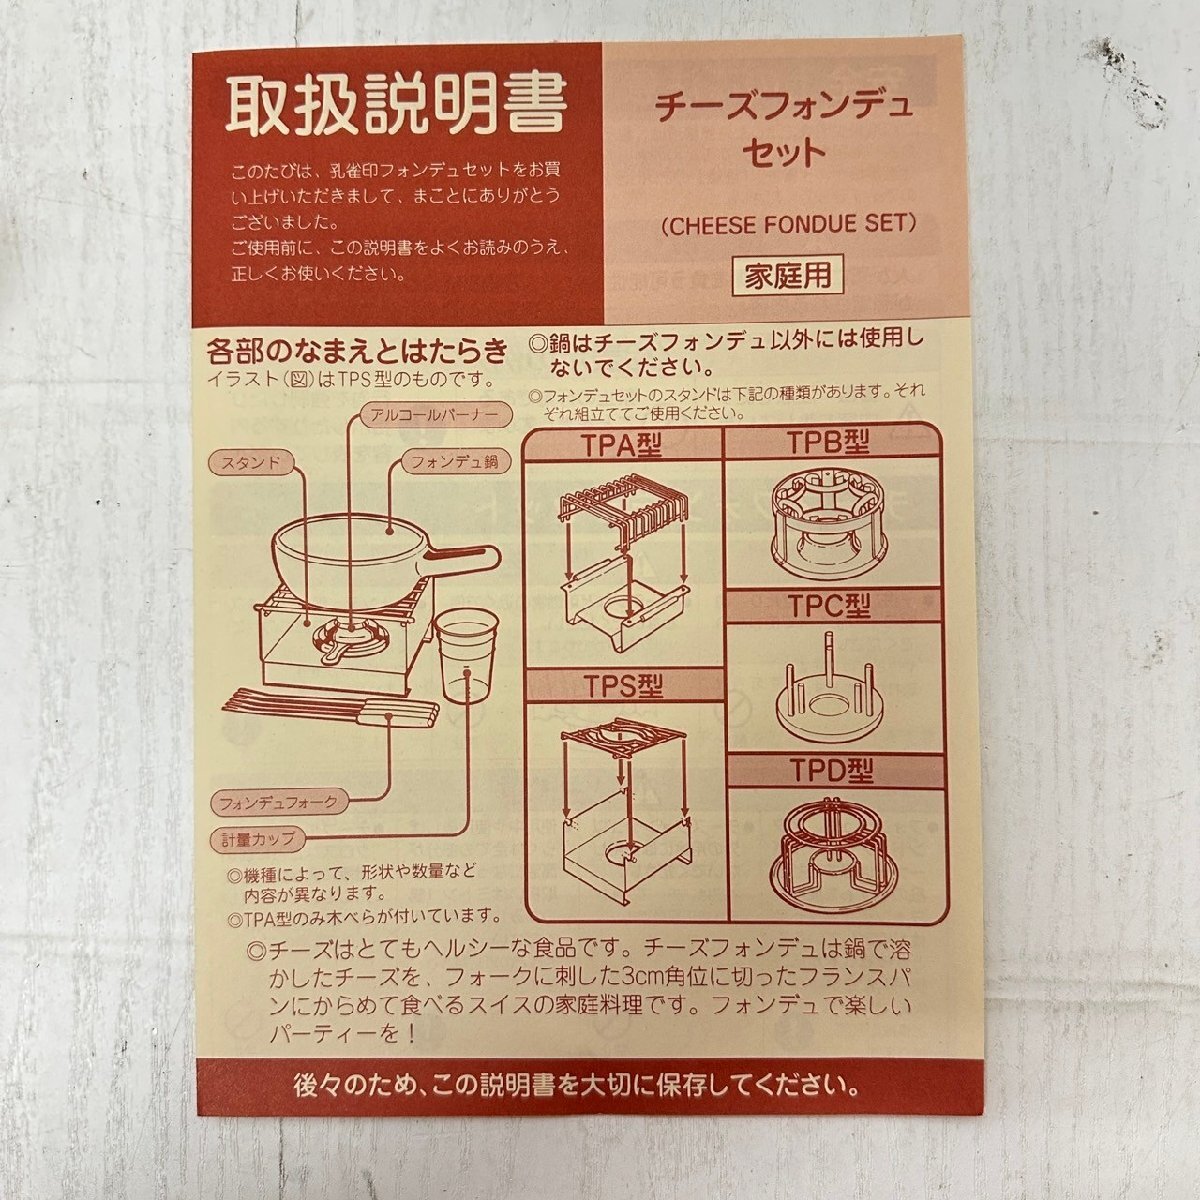 取扱説明書
このたびは、孔雀印フォンデュセットをお買
い上げいただきまして、まことにありがとう
ございました。
ご使用前に、この説明書をよくお読みのうえ、
正しくお使いください。
チーズフォンデュ
セット
(CHEESE FONDUE SET)
家庭用
各部のなまえとはたらき
イラスト(図)はTPS型のものです。
アルコールバーナー
スタンド
フォンデュ鍋
フォンデュフォーク
計量カップ
◎機種によって、形状や数量など
内容が異なります。
◎TPA型のみ木べらが付いています。
◎鍋はチーズフォンデュ以外には使用し
ないでください。
◎フォンデュセットのスタンドは下記の種類があります。それ
ぞれ組立ててご使用ください。
TPA型
TPB型
TPC型
TPS型
TPD型
◎チーズはとてもヘルシーな食品です。チーズフォンデュは鍋で溶
かしたチーズを、フォークに刺した3cm角位に切ったフランスパ
ンにからめて食べるスイスの家庭料理です。フォンデュで楽しい
パーティーを!
後々のため、この説明書を大切に保存してください。